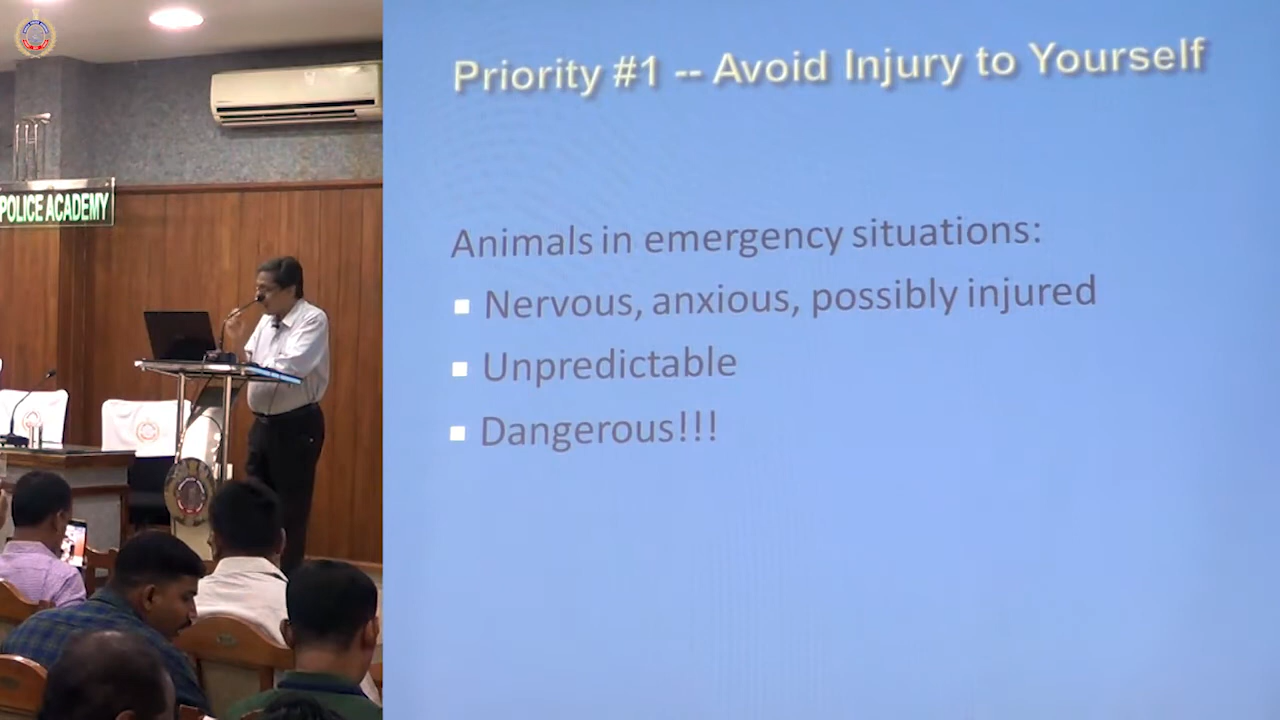 POLICE ACADEMY
Priority #1 -- Avoid Injury to Yourself
Animals in emergency situations:
Nervous, anxious, possibly injured
Unpredictable
Dangerous!!!